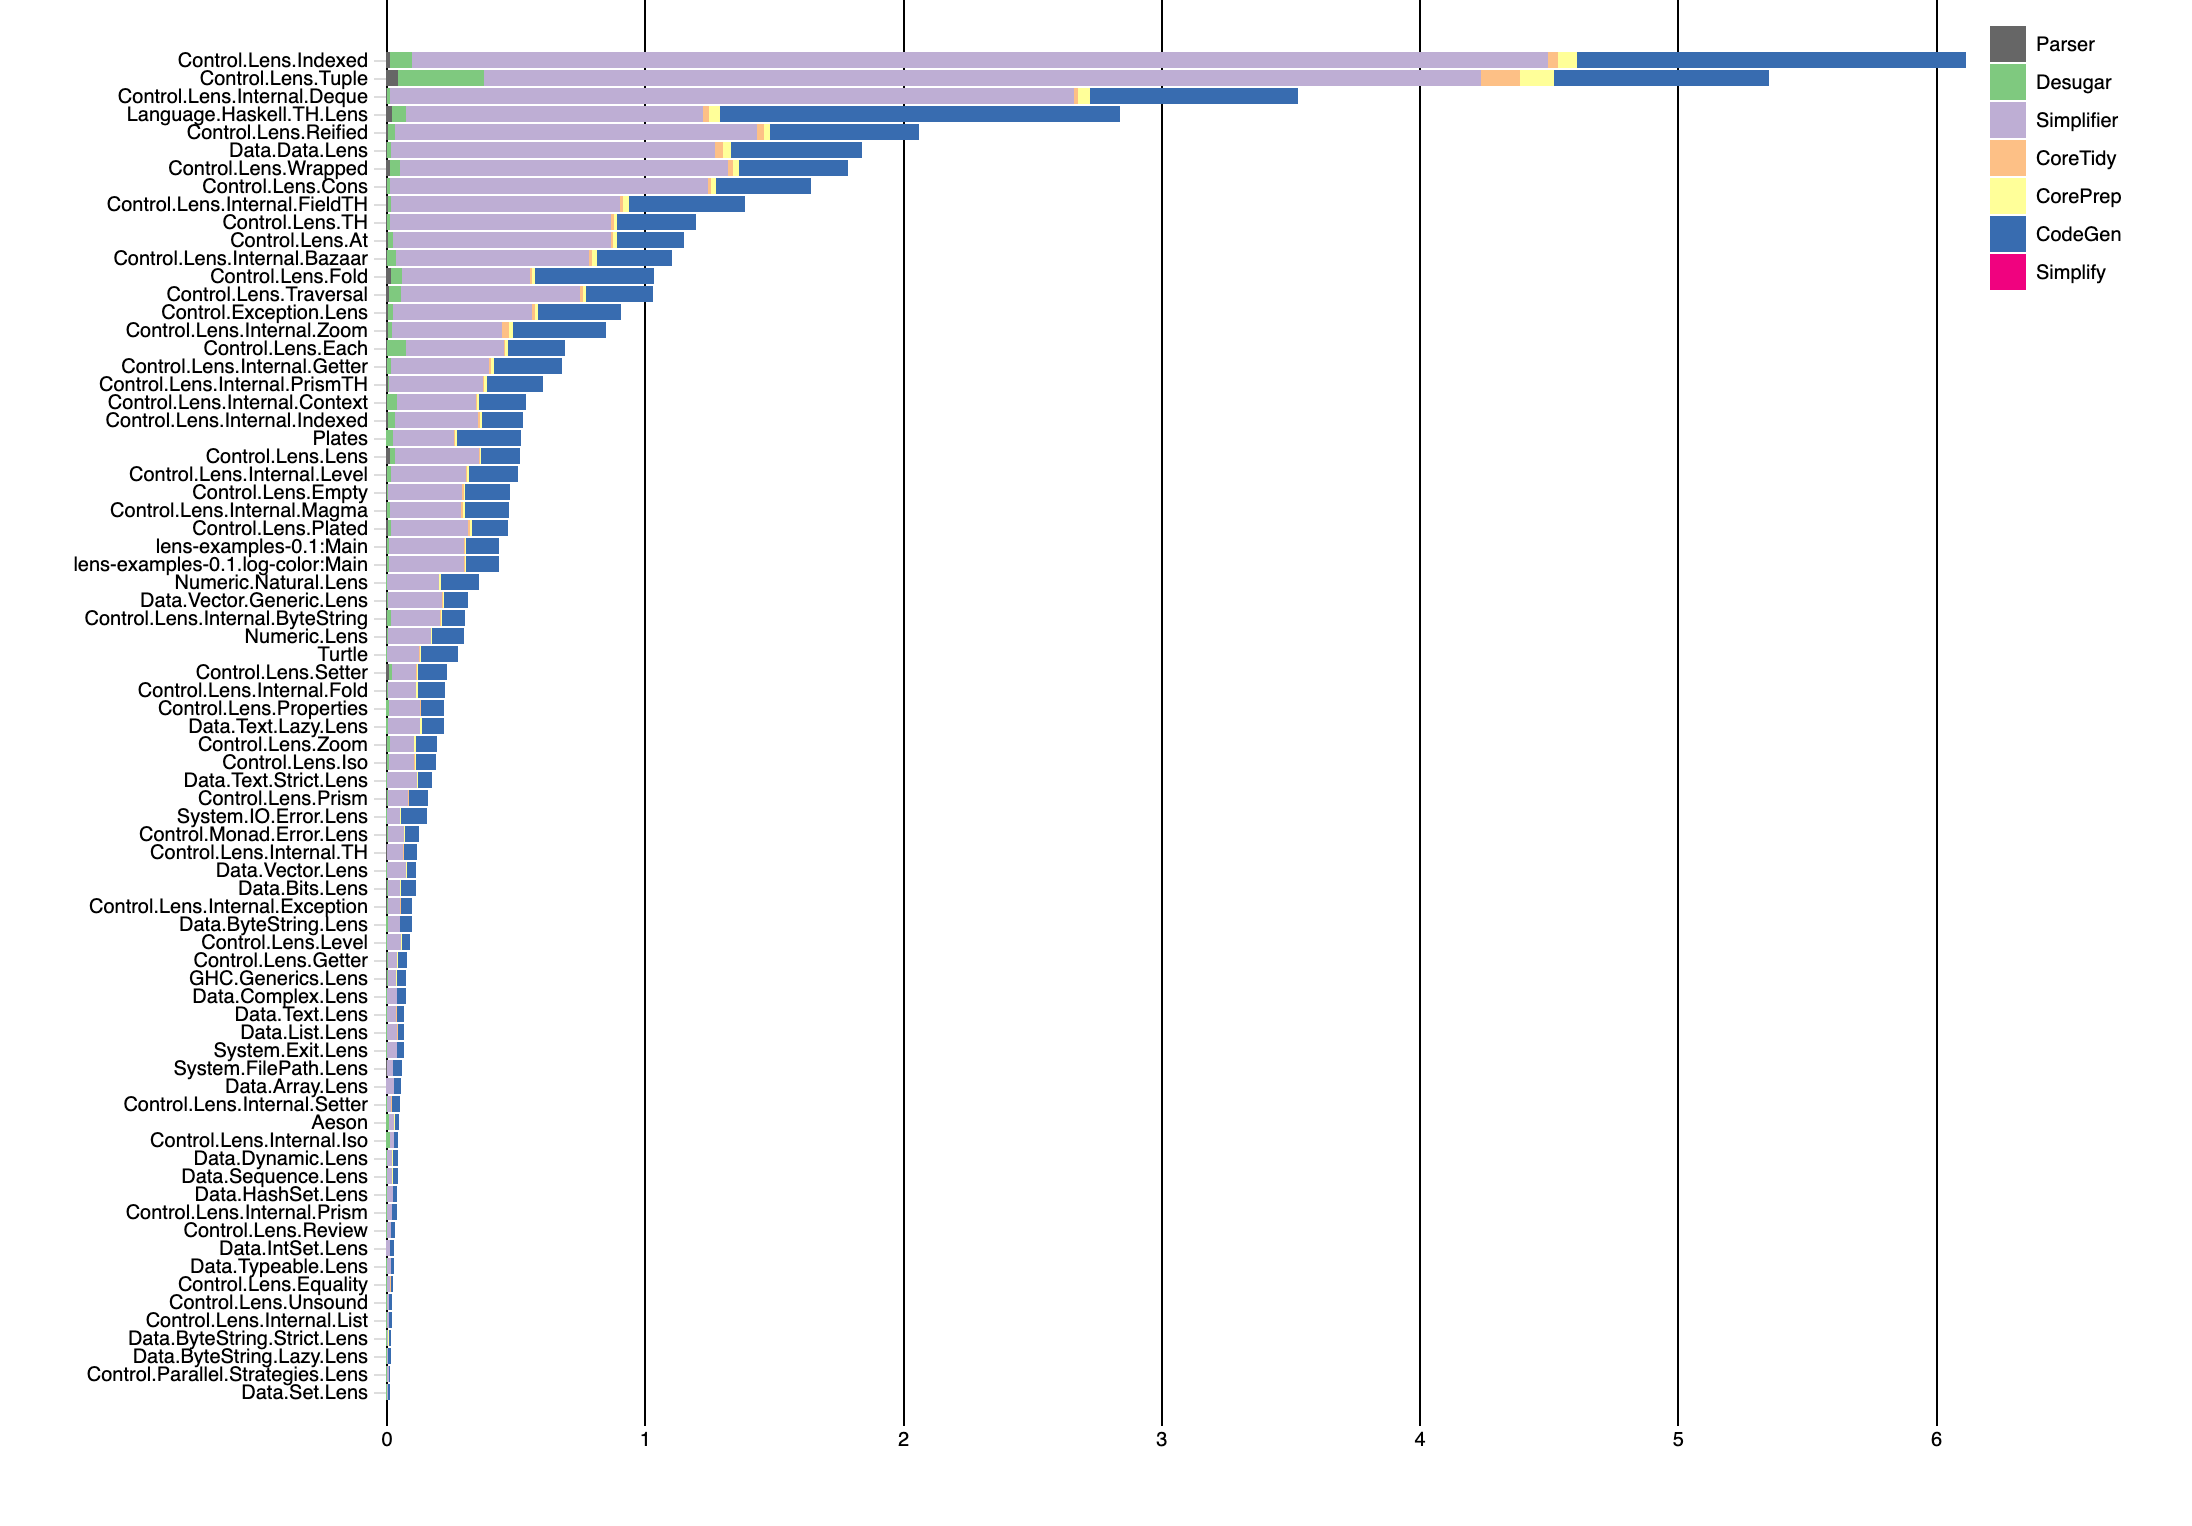 Control.Lens.Indexed
Control.Lens.Tuple
Control.Lens.Internal.Deque
Language.Haskell.TH.Lens
Control.Lens.Reified
Data.Data.Lens
Control.Lens.Wrapped
Control.Lens.Cons
Control.Lens.Internal.FieldTH
Control.Lens.TH
Control.Lens.At
Control.Lens.Internal.Bazaar
Control.Lens.Fold
Control.Lens.Traversal
Control.Exception.Lens
Control.Lens.Internal.Zoom
Control.Lens.Each
Control.Lens.Internal.Getter
Control.Lens.Internal.PrismTH
Control.Lens.Internal.Context
Control.Lens.Internal.Indexed
Plates
Control.Lens.Lens
Control.Lens.Internal.Level
Control.Lens.Empty
Control.Lens.Internal.Magma
Control.Lens.Plated
lens-examples-0.1:Main
lens-examples-0.1.log-color:Main
Numeric.Natural.Lens
Data.Vector.Generic.Lens
Control.Lens.Internal.ByteString
Numeric.Lens
Turtle
Control.Lens.Setter
Control.Lens.Internal.Fold
Control.Lens.Properties
Data.Text.Lazy.Lens
Control.Lens.Zoom
Control.Lens.Iso
Data.Text.Strict.Lens
Control.Lens.Prism
System.IO.Error.Lens
Control.Monad.Error.Lens
Control.Lens.Internal.TH
Data.Vector.Lens
Data.Bits.Lens
Control.Lens.Internal.Exception
Data.ByteString.Lens
Control.Lens.Level
Control.Lens.Getter
GHC.Generics.Lens
Data.Complex.Lens
Data.Text.Lens
Data.List.Lens
System.Exit.Lens
System.FilePath.Lens
Data.Array.Lens
Control.Lens.Internal.Setter
Aeson
Control.Lens.Internal.Iso
Data.Dynamic.Lens
Data.Sequence.Lens
Data.HashSet.Lens
Control.Lens.Internal.Prism
Control.Lens.Review
Data.IntSet.Lens
Data.Typeable.Lens
Control.Lens.Equality
Control.Lens.Unsound
Control.Lens.Internal.List
Data.ByteString.Strict.Lens
Data.ByteString.Lazy.Lens
Control.Parallel.Strategies.Lens
Data.Set.Lens
0 1 2 3 4 5 6
Parser
Desugar
Simplifier
CoreTidy
CorePrep
CodeGen
Simplify